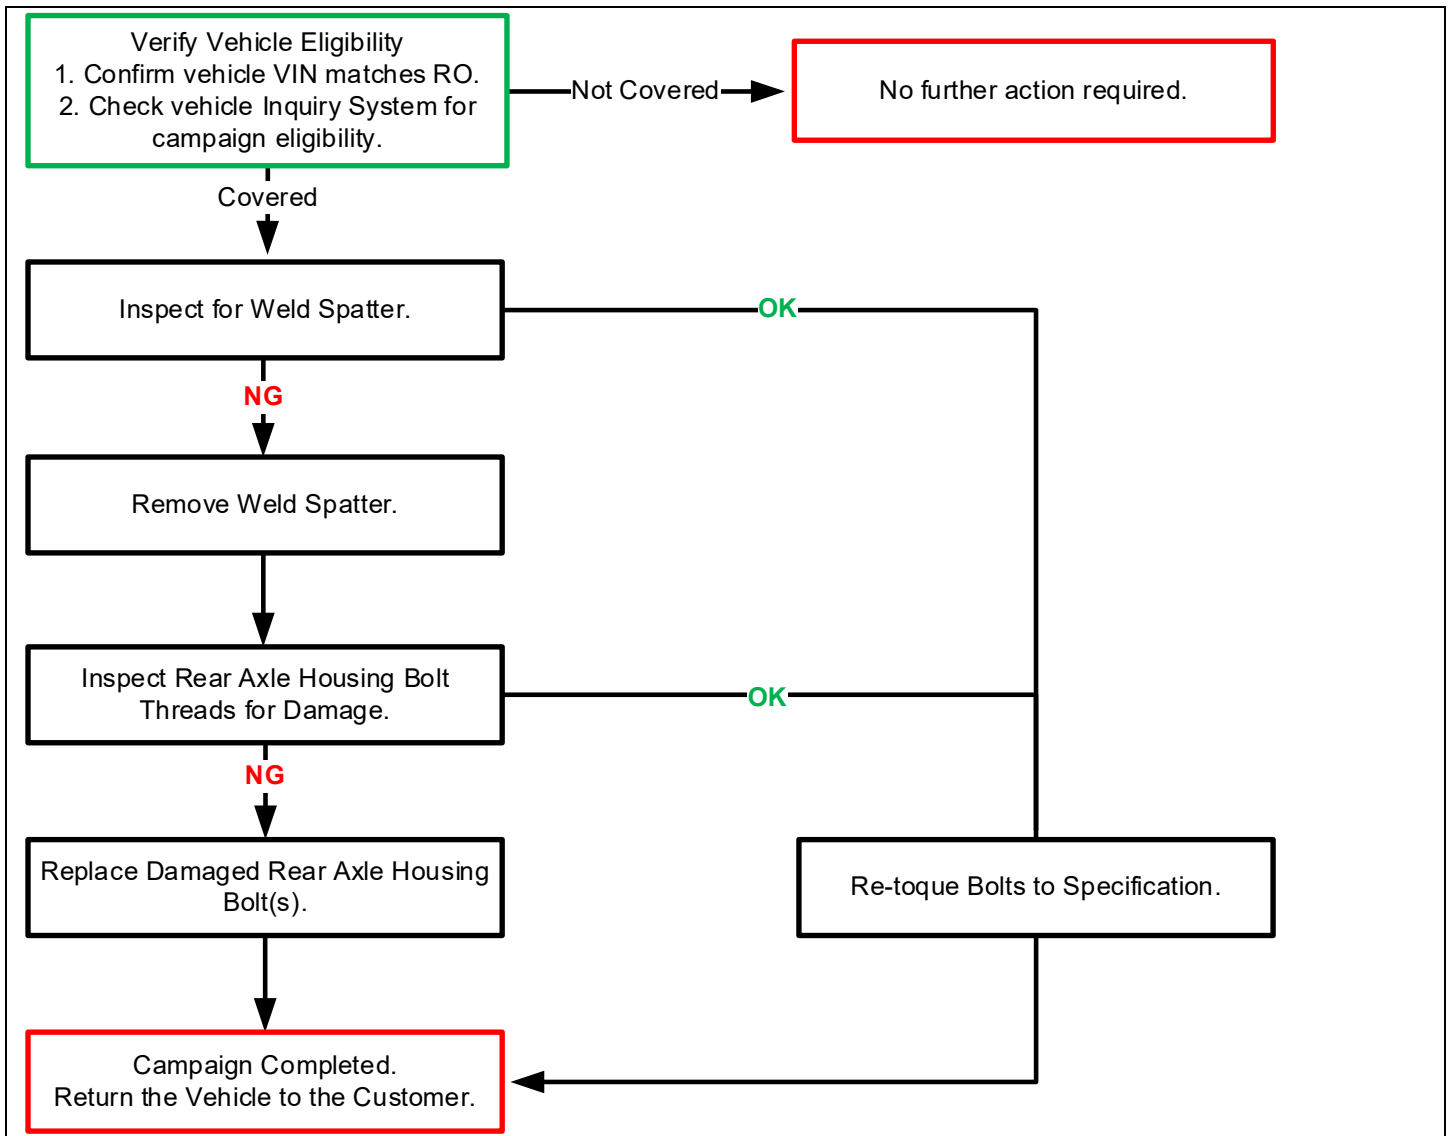 Verify Vehicle Eligibility
1. Confirm vehicle VIN matches RO.
2. Check vehicle Inquiry System for
campaign eligibility.
Not Covered
No further action required.
Covered
Inspect for Weld Spatter.
OK
NG
Remove Weld Spatter.
Inspect Rear Axle Housing Bolt
Threads for Damage.
OK
NG
Replace Damaged Rear Axle Housing
Bolt(s).
Re-toque Bolts to Specification.
Campaign Completed.
Return the Vehicle to the Customer.